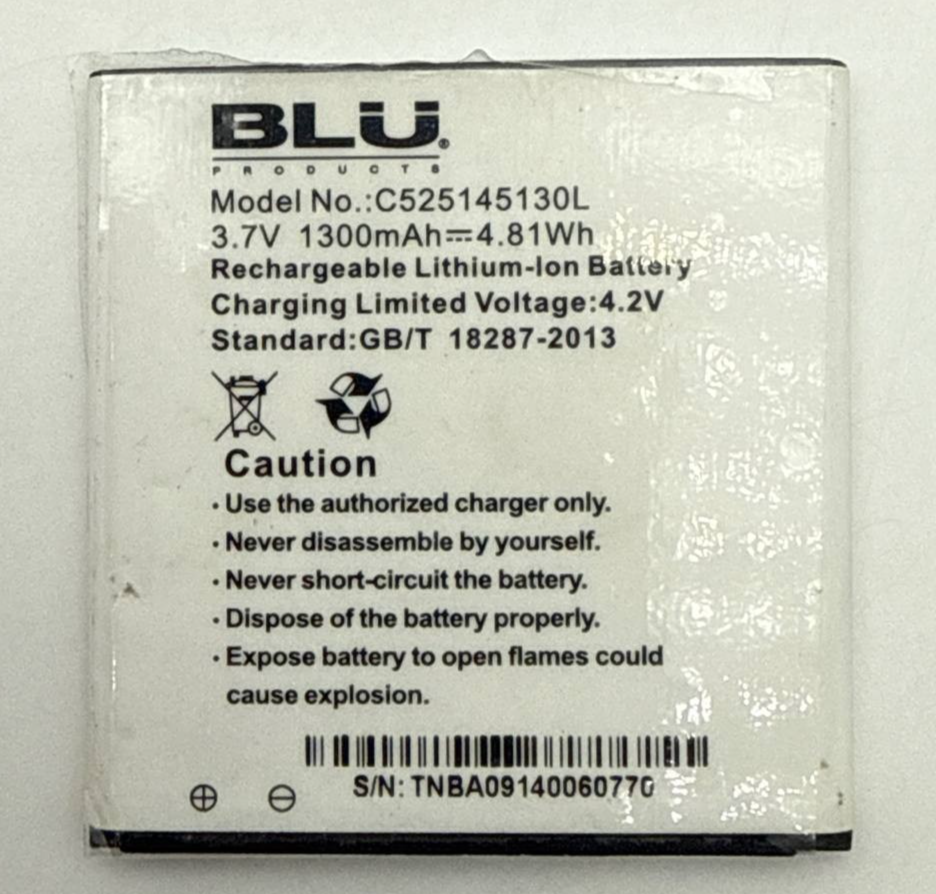 BLU®
PRODUCTS
Model No.:C525145130L
3.7V 1300mAh⎓4.81Wh
Rechargeable Lithium-Ion Battery
Charging Limited Voltage:4.2V
Standard:GB/T 18287-2013
Caution
· Use the authorized charger only.
· Never disassemble by yourself.
· Never short-circuit the battery.
· Dispose of the battery properly.
· Expose battery to open flames could
cause explosion.
S/N: TNBA09140060770
⊕ ⊖